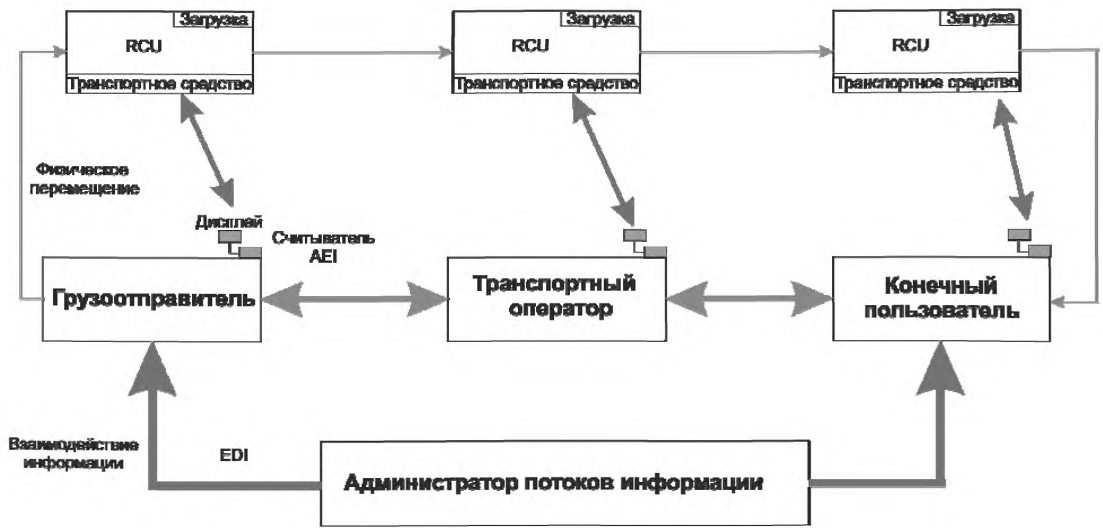 Загрузка
RCU
Транспортное средство
Загрузка
RCU
Транспортное средство
Загрузка
RCU
Транспортное средство
Физическое
перемещение
Дисплей
Считыватель
AEI
Грузоотправитель
Транспортный
оператор
Конечный
пользователь
Взаимодействие
информации
EDI
Администратор потоков информации